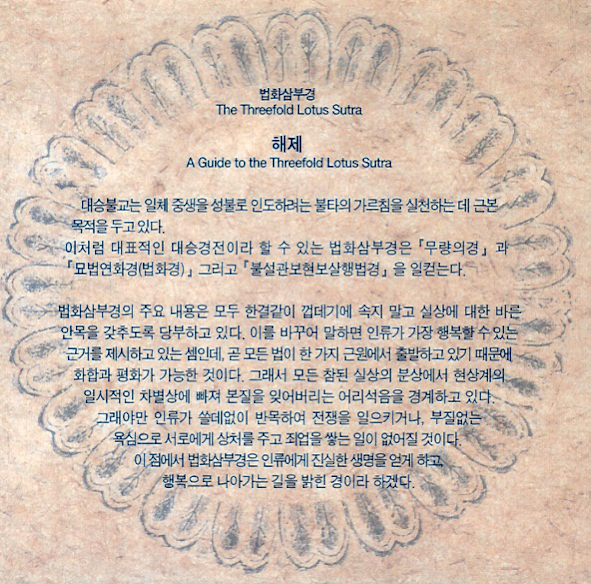 법화삼부경
The Threefold Lotus Sutra
해제
A Guide to the Threefold Lotus Sutra
대승불교는 일체 중생을 성불로 인도하려는 불타의 가르침을 실천하는 데 근본
목적을 두고 있다.
이처럼 대표적인 대승경전이라 할 수 있는 법화삼부경은 「무량의경」 과
「묘법연화경(법화경)」 그리고 「불설관보현보살행법경」 을 일컫는다.
법화삼부경의 주요 내용은 모두 한결같이 껍데기에 속지 말고 실상에 대한 바른
안목을 갖추도록 당부하고 있다. 이를 바꾸어 말하면 인류가 가장 행복할 수 있는
근거를 제시하고 있는 셈인데, 곧 모든 법이 한 가지 근원에서 출발하고 있기 때문에
화합과 평화가 가능한 것이다. 그래서 모든 참된 실상의 분상에서 현상계의
일시적인 차별상에 빠져 본질을 잊어버리는 어리석음을 경계하고 있다.
그래야만 인류가 쓸데없이 반목하여 전쟁을 일으키거나, 부질없는
욕심으로 서로에게 상처를 주고 죄업을 쌓는 일이 없어질 것이다.
이 점에서 법화삼부경은 인류에게 진실한 생명을 얻게 하고,
행복으로 나아가는 길을 밝힌 경이라 하겠다.